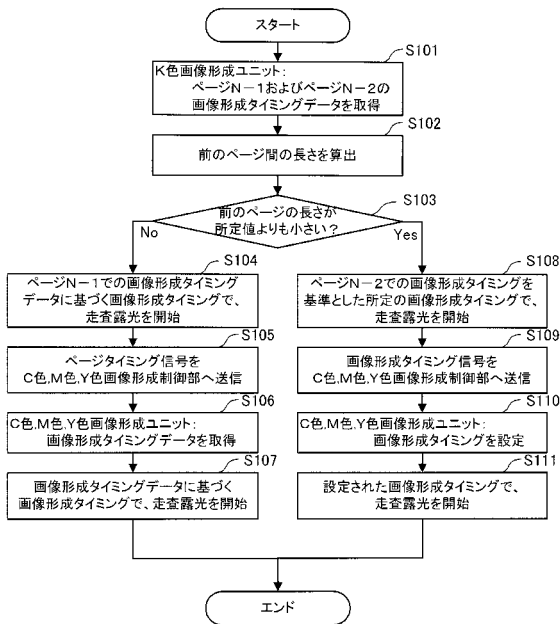 スタート
S101
K色画像形成ユニット：
ページN－1およびページN－2の
画像形成タイミングデータを取得
S102
前のページ間の長さを算出
S103
前のページの長さが
所定値よりも小さい？
No
Yes
S104
ページN－1での画像形成タイミング
データに基づく画像形成タイミングで、
走査露光を開始
S105
ページタイミング信号を
C色,M色,Y色画像形成制御部へ送信
S106
C色,M色,Y色画像形成ユニット：
画像形成タイミングデータを取得
S107
画像形成タイミングデータに基づく
画像形成タイミングで、走査露光を開始
S108
ページN－2での画像形成タイミングを
基準とした所定の画像形成タイミングで、
走査露光を開始
S109
画像形成タイミング信号を
C色,M色,Y色画像形成制御部へ送信
S110
C色,M色,Y色画像形成ユニット：
画像形成タイミングを設定
S111
設定された画像形成タイミングで、
走査露光を開始
エンド